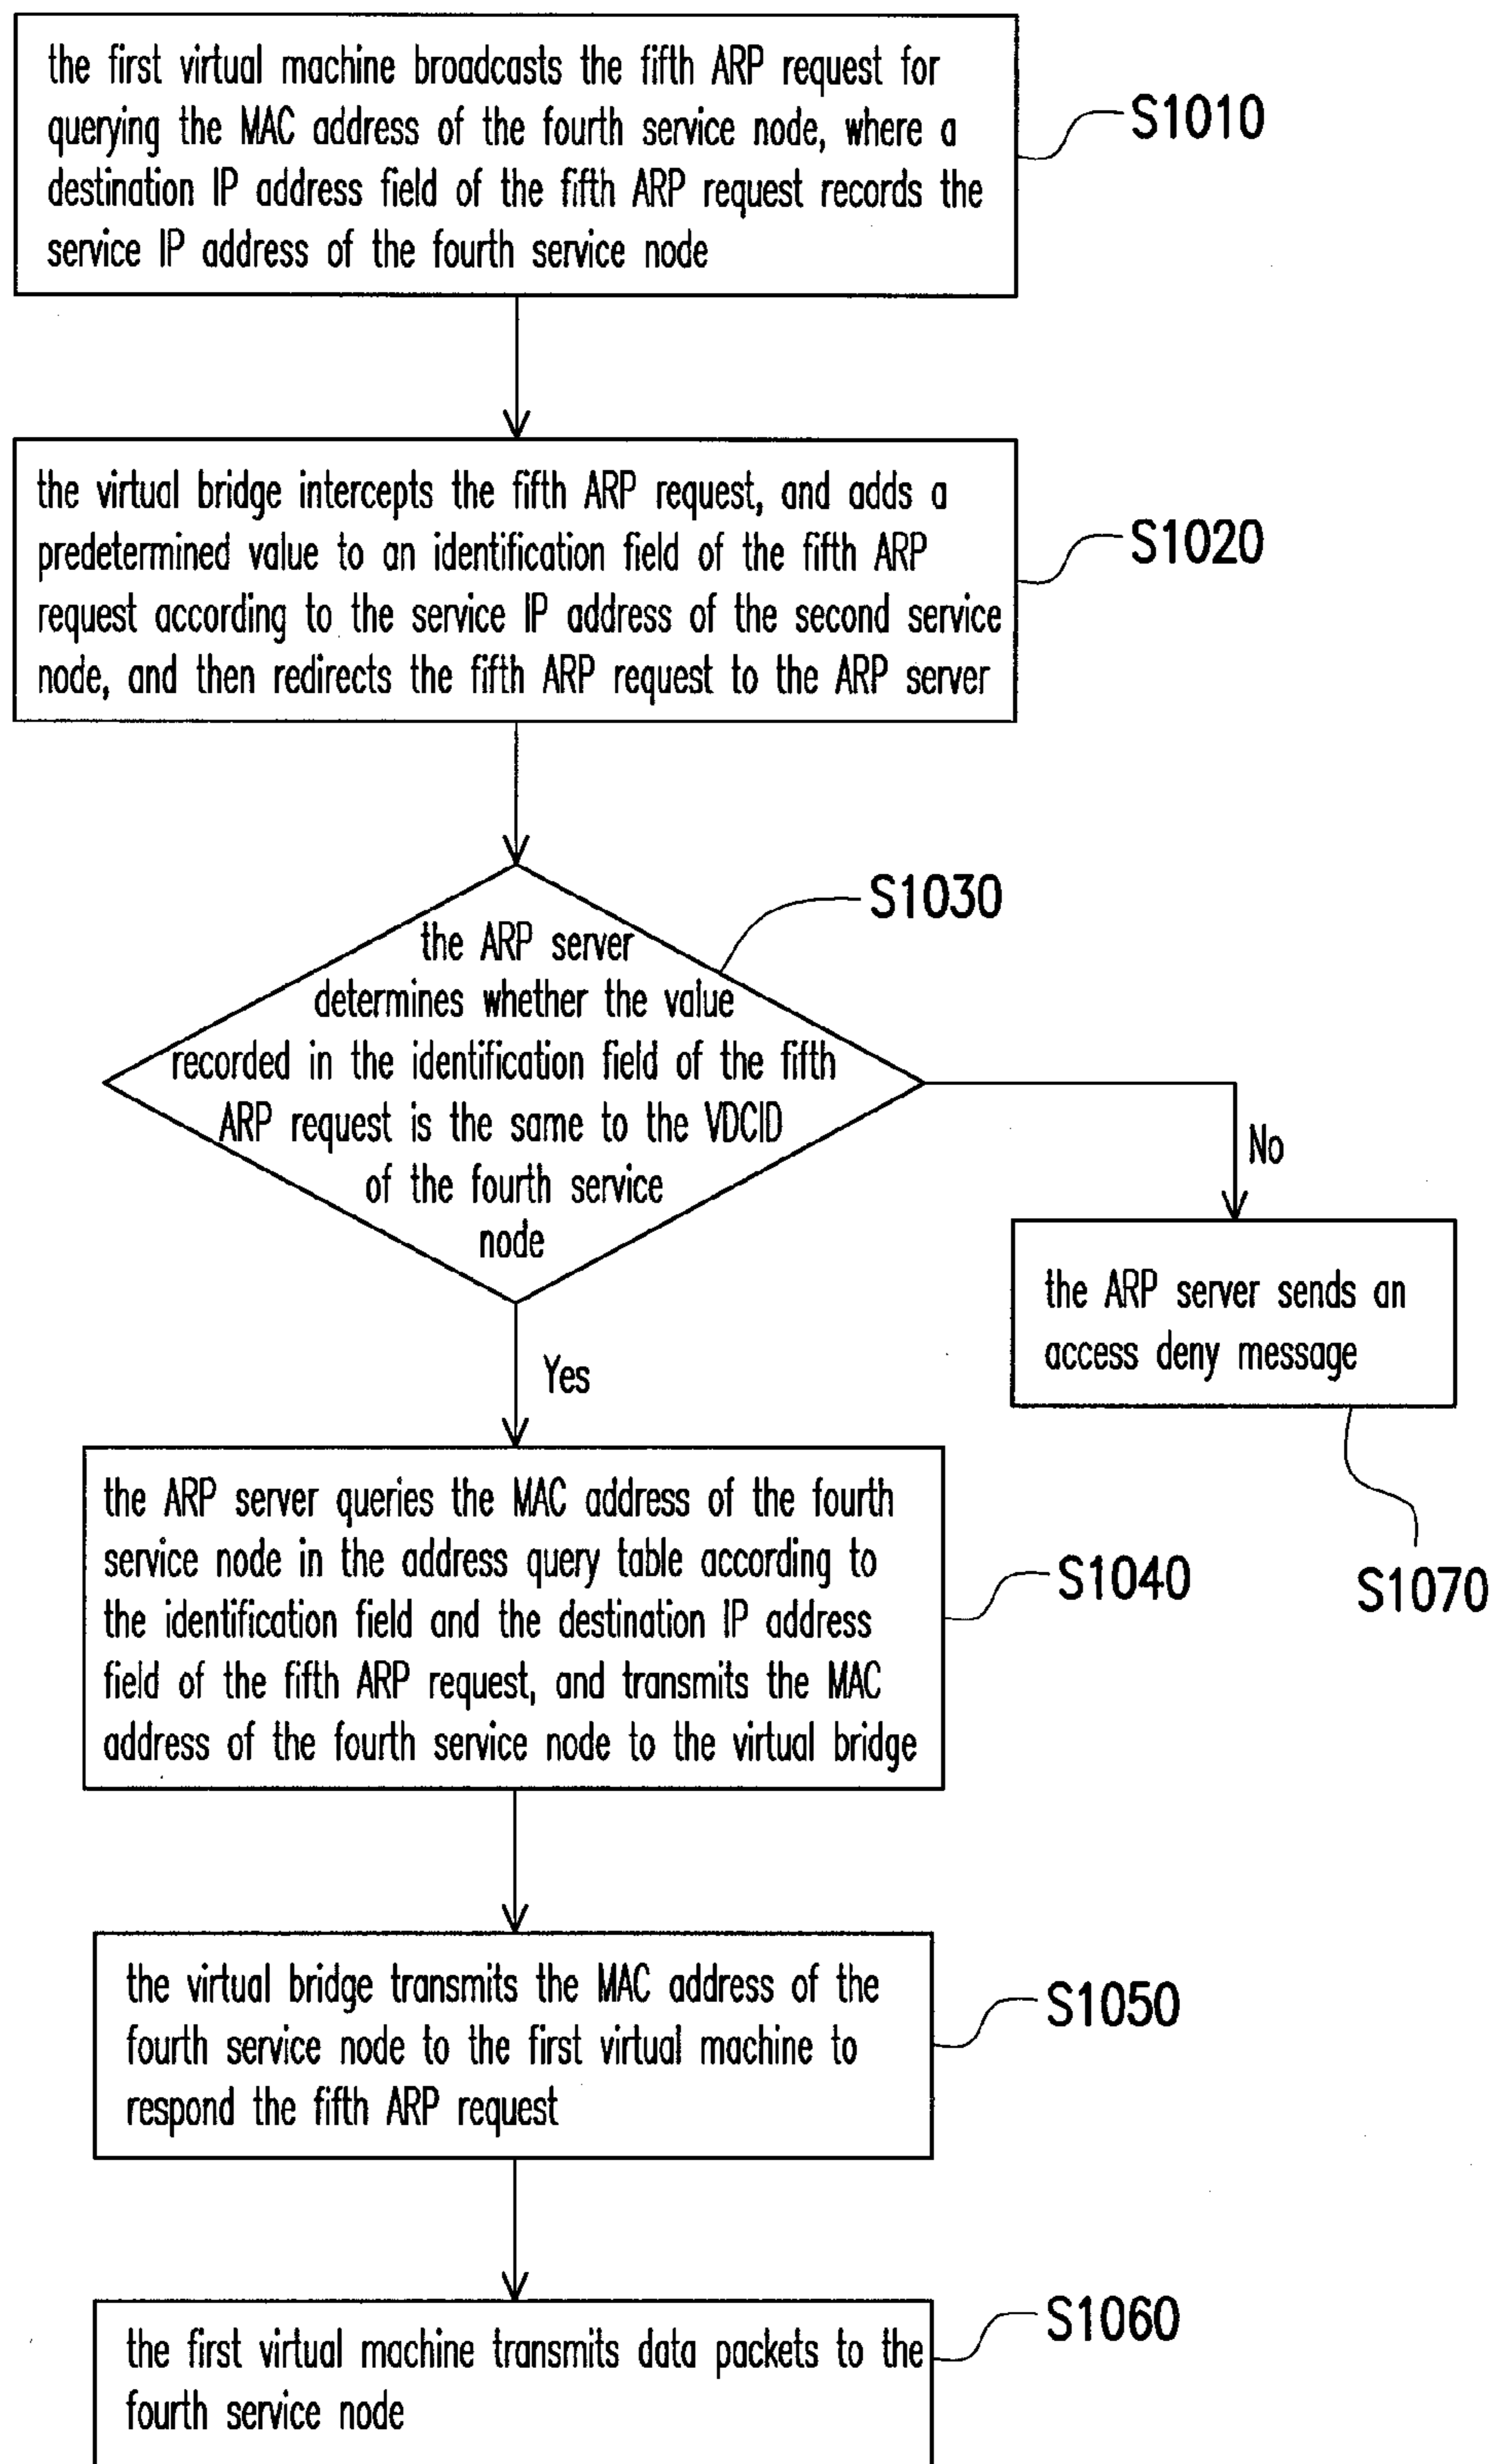 the first virtual machine broadcasts the fifth ARP request for
querying the MAC address of the fourth service node, where a
destination IP address field of the fifth ARP request records the
service IP address of the fourth service node
S1010
the virtual bridge intercepts the fifth ARP request, and adds a
predetermined value to an identification field of the fifth ARP
request according to the service IP address of the second service
node, and then redirects the fifth ARP request to the ARP server
S1020
S1030
the ARP server
determines whether the value
recorded in the identification field of the fifth
ARP request is the same to the VDCID
of the fourth service
node
No
the ARP server sends an
access deny message
S1070
Yes
the ARP server queries the MAC address of the fourth
service node in the address query table according to
the identification field and the destination IP address
field of the fifth ARP request, and transmits the MAC
address of the fourth service node to the virtual bridge
S1040
the virtual bridge transmits the MAC address of the
fourth service node to the first virtual machine to
respond the fifth ARP request
S1050
the first virtual machine transmits data packets to the
fourth service node
S1060